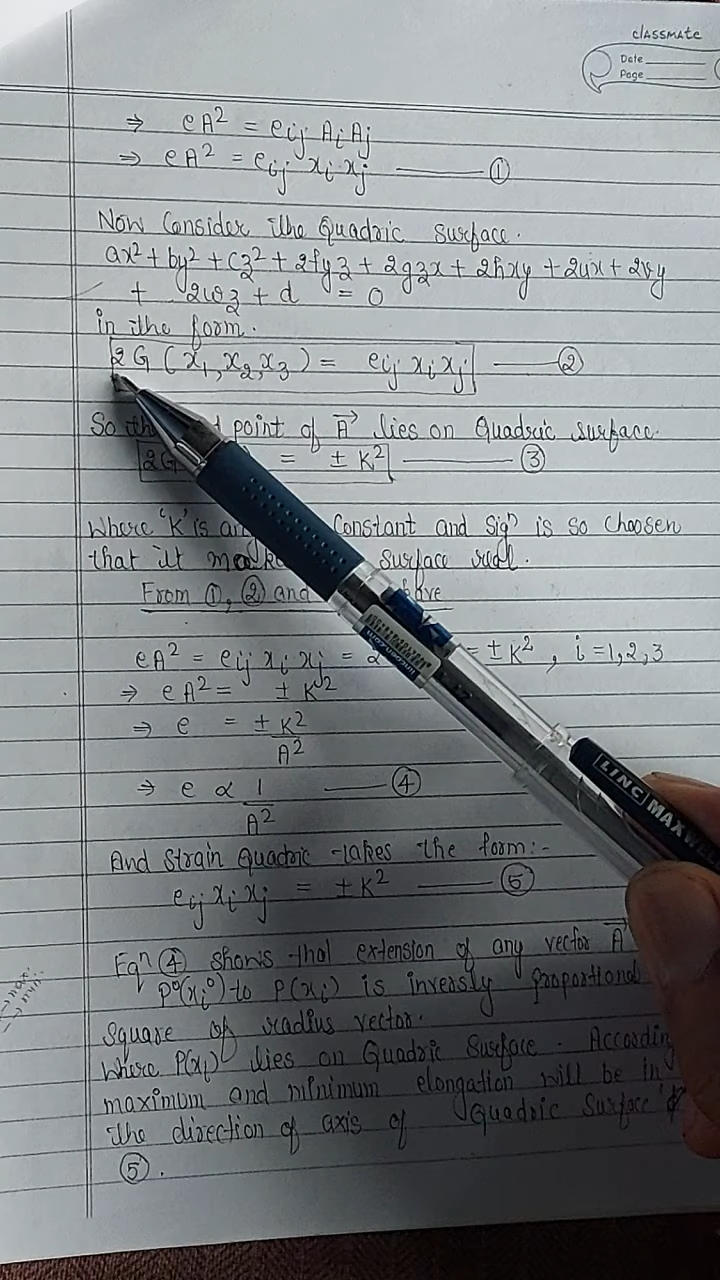 classmate
Date
Page
⇒ eA² = eij Ai Aj
⇒ eA² = eij xi xj ——— ①
Now Consider the Quadric Surface.
ax² + by² + cz² + 2fyz + 2gzx + 2hxy + 2ux + 2vy
+ 2wz + d = 0
in the form.
2G (x₁, x₂, x₃) = eij xi xj ——— ②
So the point of A⃗ lies on Quadric surface.
2G = ± K² ——— ③
Where 'K' is Constant and Sigⁿ is so choosen
that it surface real.
From ①, ② and
eA² = eij xi xj = 2 = ± K² , i = 1, 2, 3
⇒ eA² = ± K²
⇒ e = ± K² / A²
⇒ e ∝ 1 / A² ——— ④
And Strain Quadric takes the form:-
eij xi xj = ± K² ——— ⑤
Eqⁿ ④ shows that extension of any vector A⃗
P⁰(xi⁰) to P(xi) is inversly proportional
Square of radius vector.
Where P(xi) lies on Quadric Surface.
maximum and minimum elongation will be in
the direction of axis of Quadric Surface
⑤.
LINC MAXWELL